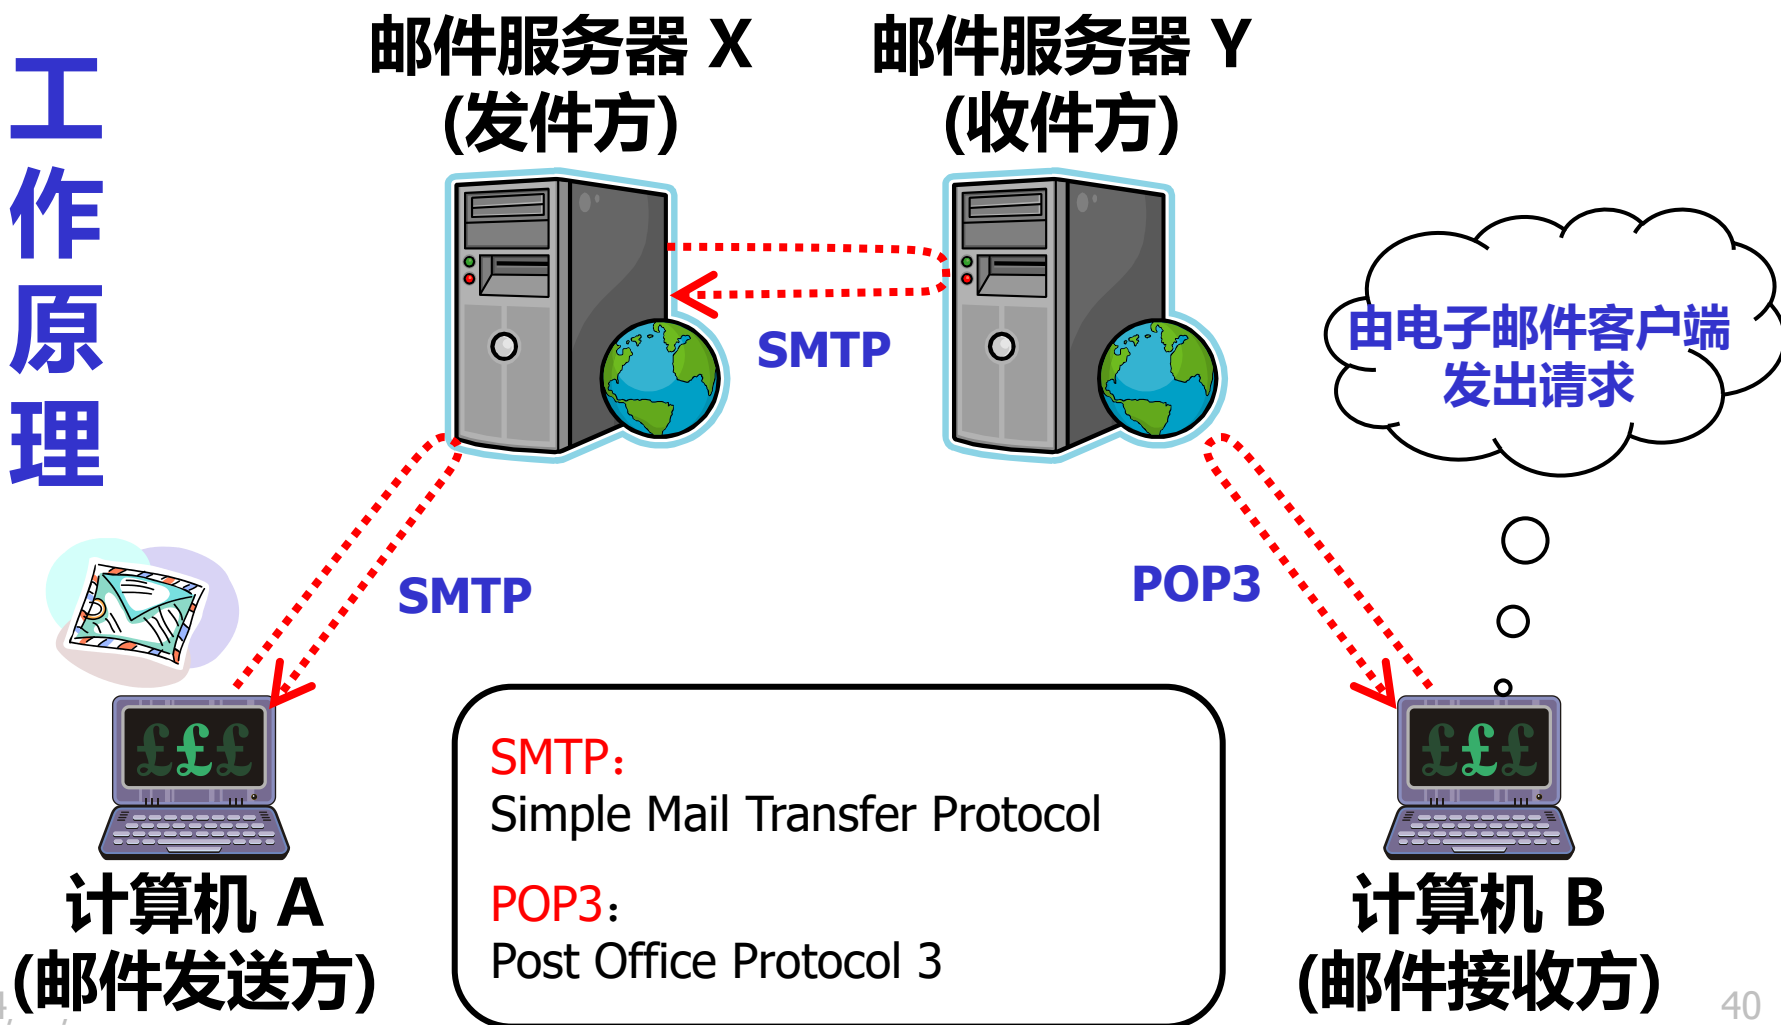 工作原理
邮件服务器 X
(发件方)
邮件服务器 Y
(收件方)
由电子邮件客户端
发出请求
SMTP
SMTP
POP3
£££
£££
SMTP：
Simple Mail Transfer Protocol
POP3：
Post Office Protocol 3
计算机 A
(邮件发送方)
计算机 B
(邮件接收方)
40